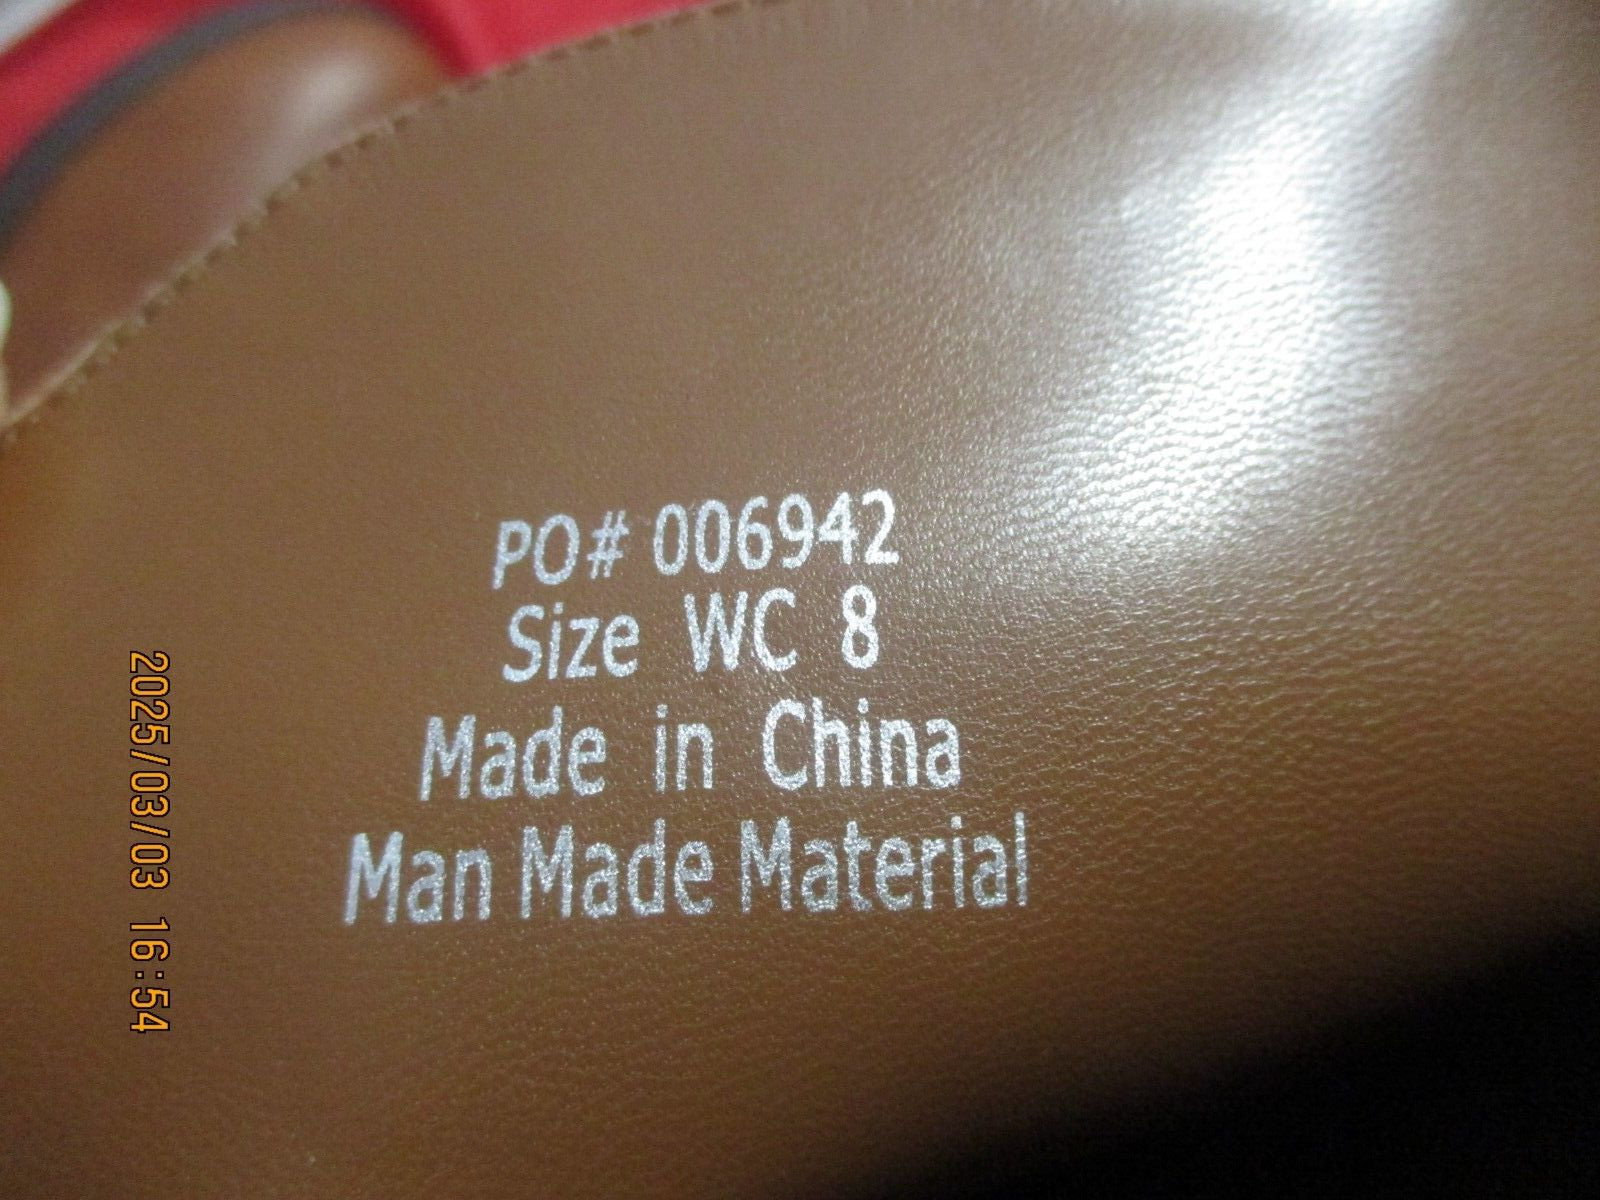 PO# 006942
Size WC 8
Made in China
Man Made Material
2025/03/03 16:54